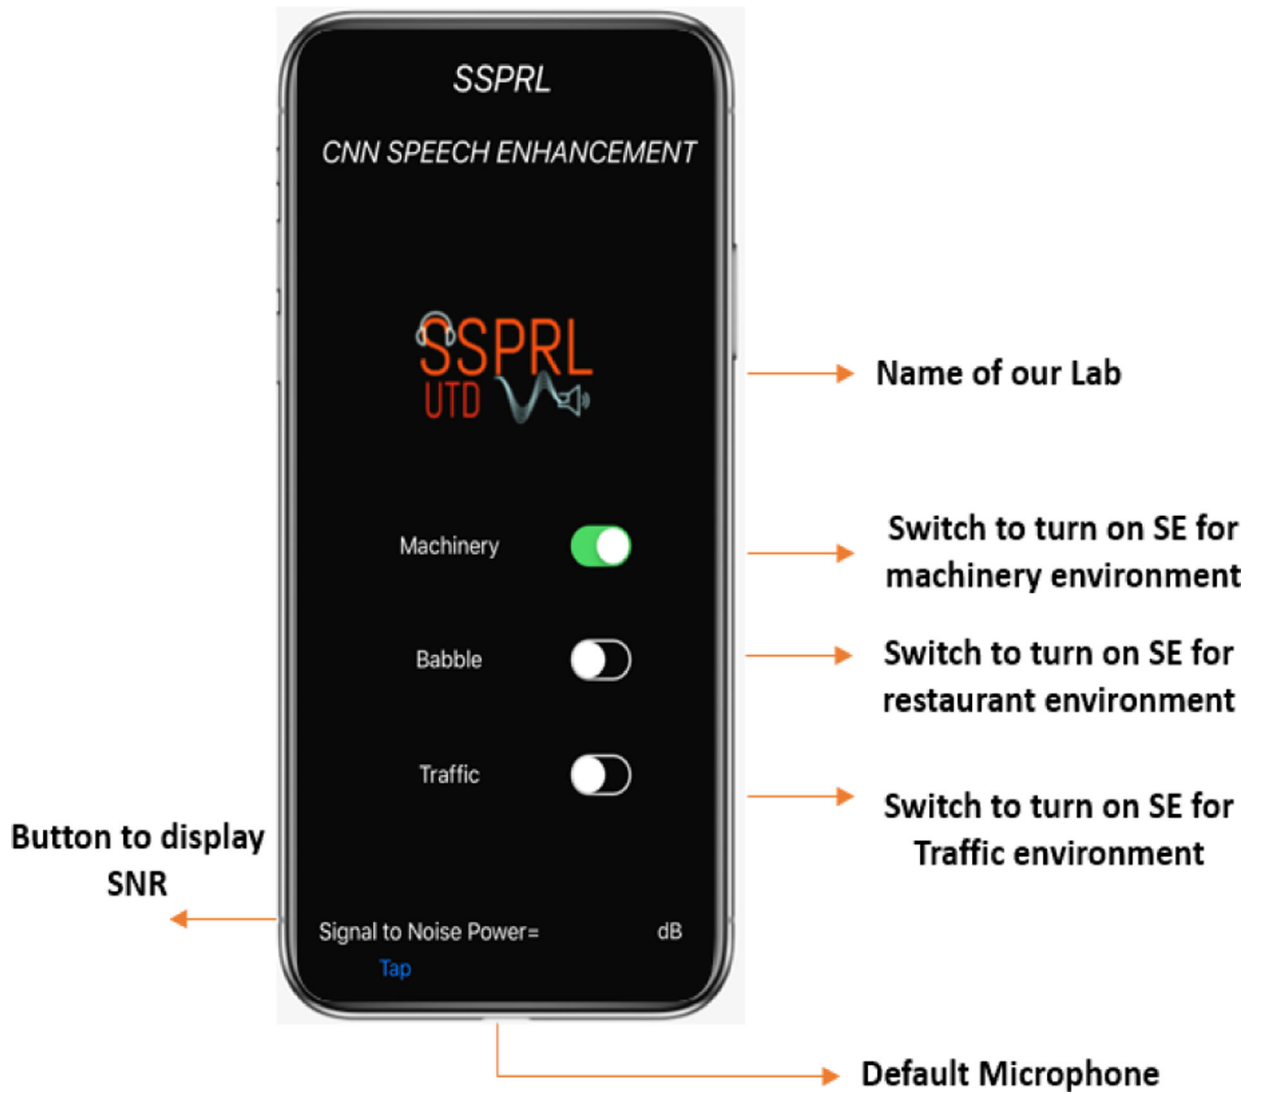 SSPRL
CNN SPEECH ENHANCEMENT
SSPRL
UTD
Name of our Lab
Machinery
Switch to turn on SE for
machinery environment
Babble
Switch to turn on SE for
restaurant environment
Traffic
Switch to turn on SE for
Traffic environment
Button to display
SNR
Signal to Noise Power= dB
Tap
Default Microphone